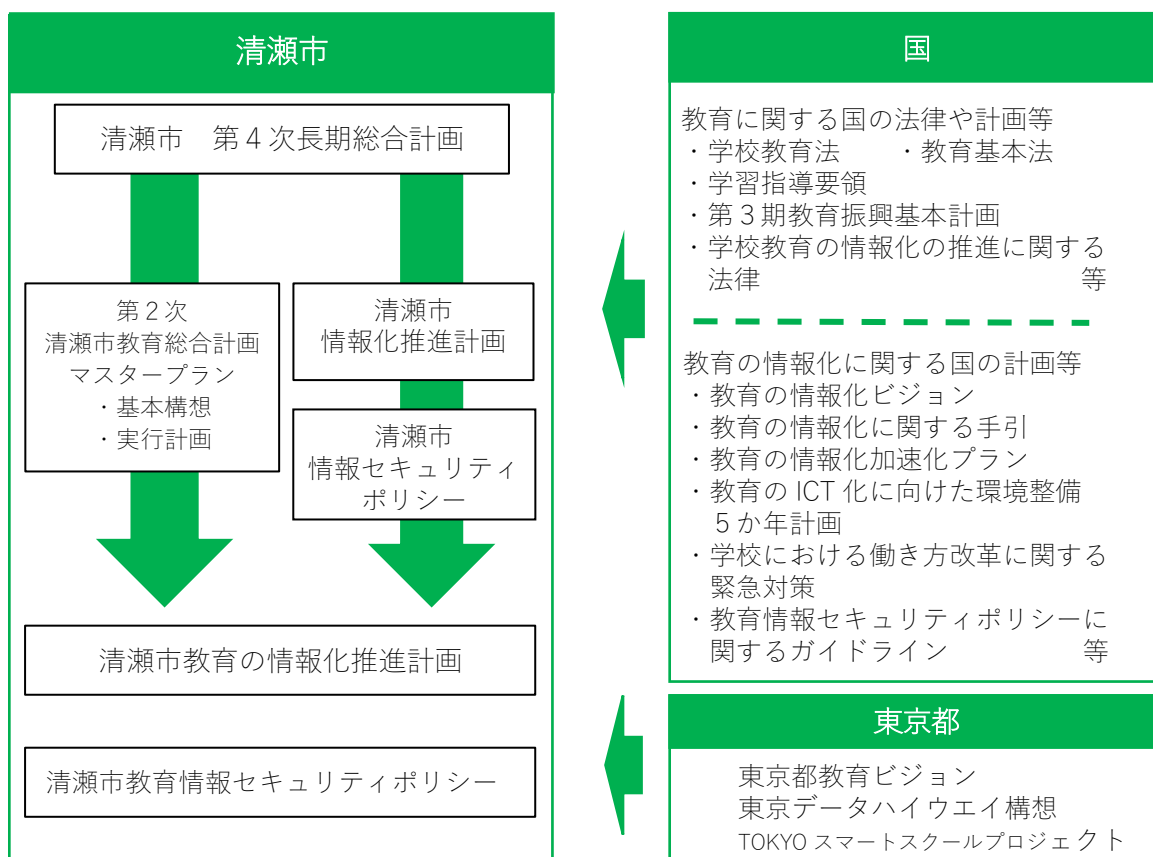 清瀬市
清瀬市　第４次長期総合計画
第２次
清瀬市教育総合計画
マスタープラン
・基本構想
・実行計画
清瀬市
情報化推進計画
清瀬市
情報セキュリティ
ポリシー
清瀬市教育の情報化推進計画
清瀬市教育情報セキュリティポリシー
国
教育に関する国の法律や計画等
・学校教育法　　・教育基本法
・学習指導要領
・第３期教育振興基本計画
・学校教育の情報化の推進に関する
法律　　　　　　　　　　　　等
教育の情報化に関する国の計画等
・教育の情報化ビジョン
・教育の情報化に関する手引
・教育の情報化加速化プラン
・教育の ICT 化に向けた環境整備
５か年計画
・学校における働き方改革に関する
緊急対策
・教育情報セキュリティポリシーに
関するガイドライン　　　　　等
東京都
東京都教育ビジョン
東京データハイウエイ構想
TOKYO スマートスクールプロジェクト